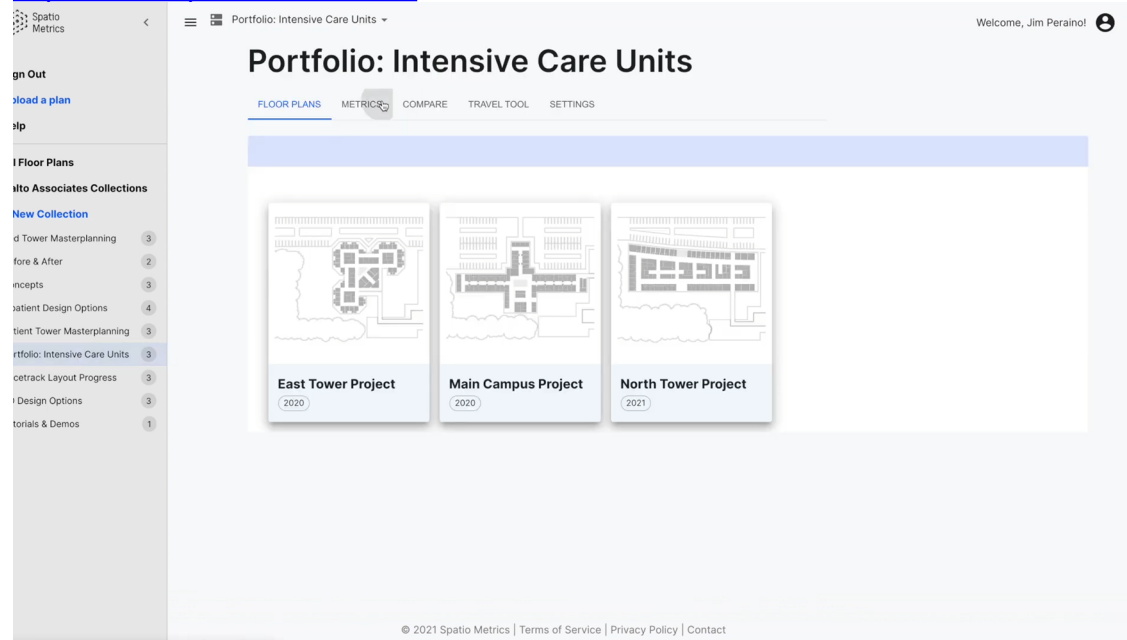 Spatio
Metrics
Portfolio: Intensive Care Units
Welcome, Jim Peraino!
gn Out
pload a plan
elp
l Floor Plans
alto Associates Collections
New Collection
d Tower Masterplanning 3
fore & After 2
oncepts 3
patient Design Options 4
tient Tower Masterplanning 3
rtfolio: Intensive Care Units 3
cetrack Layout Progress 3
Design Options 3
torials & Demos 1
Portfolio: Intensive Care Units
FLOOR PLANS METRICS COMPARE TRAVEL TOOL SETTINGS
East Tower Project
2020
Main Campus Project
2020
North Tower Project
2021
© 2021 Spatio Metrics | Terms of Service | Privacy Policy | Contact